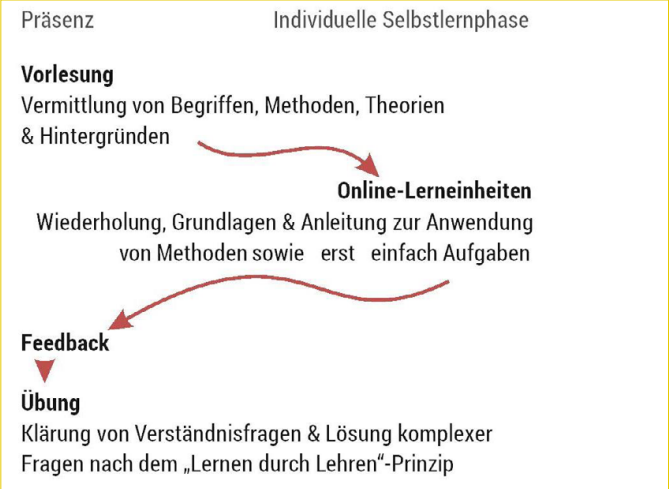 Präsenz Individuelle Selbstlernphase
Vorlesung
Vermittlung von Begriffen, Methoden, Theorien
& Hintergründen
Online-Lerneinheiten
Wiederholung, Grundlagen & Anleitung zur Anwendung
von Methoden sowie erst einfach Aufgaben
Feedback
Übung
Klärung von Verständnisfragen & Lösung komplexer
Fragen nach dem „Lernen durch Lehren“-Prinzip